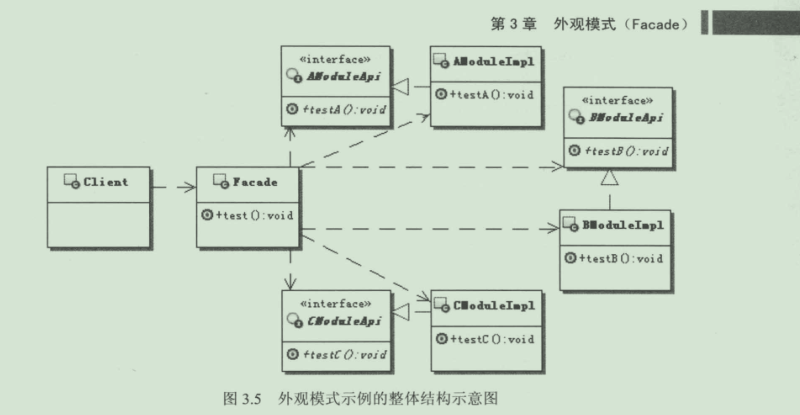 第 3 章 外观模式（Facade）
«interface»
AModuleApi
+testA():void
AModuleImpl
+testA():void
«interface»
BModuleApi
+testB():void
Client
Facade
+test():void
BModuleImpl
+testB():void
«interface»
CModuleApi
+testC():void
CModuleImpl
+testC():void
图 3.5 外观模式示例的整体结构示意图